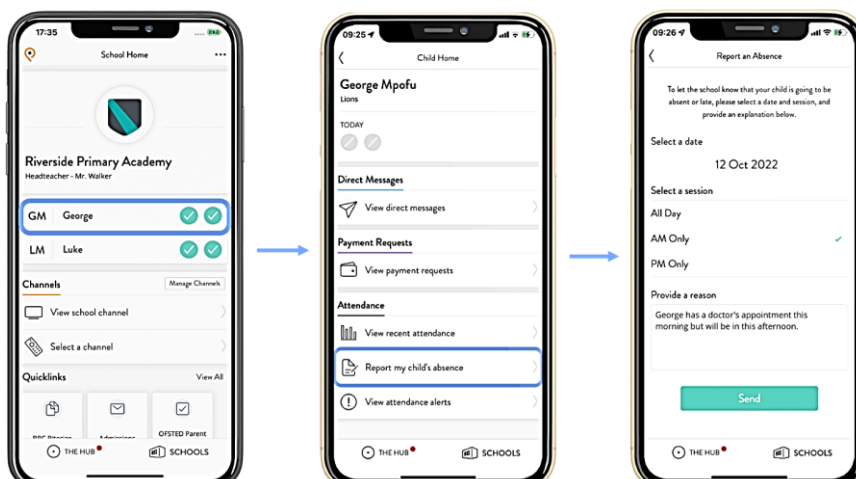 17:35
School Home
Riverside Primary Academy
Headteacher - Mr. Walker
GM George
LM Luke
Channels
Manage Channels
View school channel
Select a channel
Quicklinks
View All
Admissions
OFSTED Parent
THE HUB
SCHOOLS
09:25
Child Home
George Mpofu
Lions
TODAY
Direct Messages
View direct messages
Payment Requests
View payment requests
Attendance
View recent attendance
Report my child's absence
View attendance alerts
THE HUB
SCHOOLS
09:26
Report an Absence
To let the school know that your child is going to be
absent or late, please select a date and session, and
provide an explanation below.
Select a date
12 Oct 2022
Select a session
All Day
AM Only
PM Only
Provide a reason
George has a doctor's appointment this
morning but will be in this afternoon.
Send
THE HUB
SCHOOLS